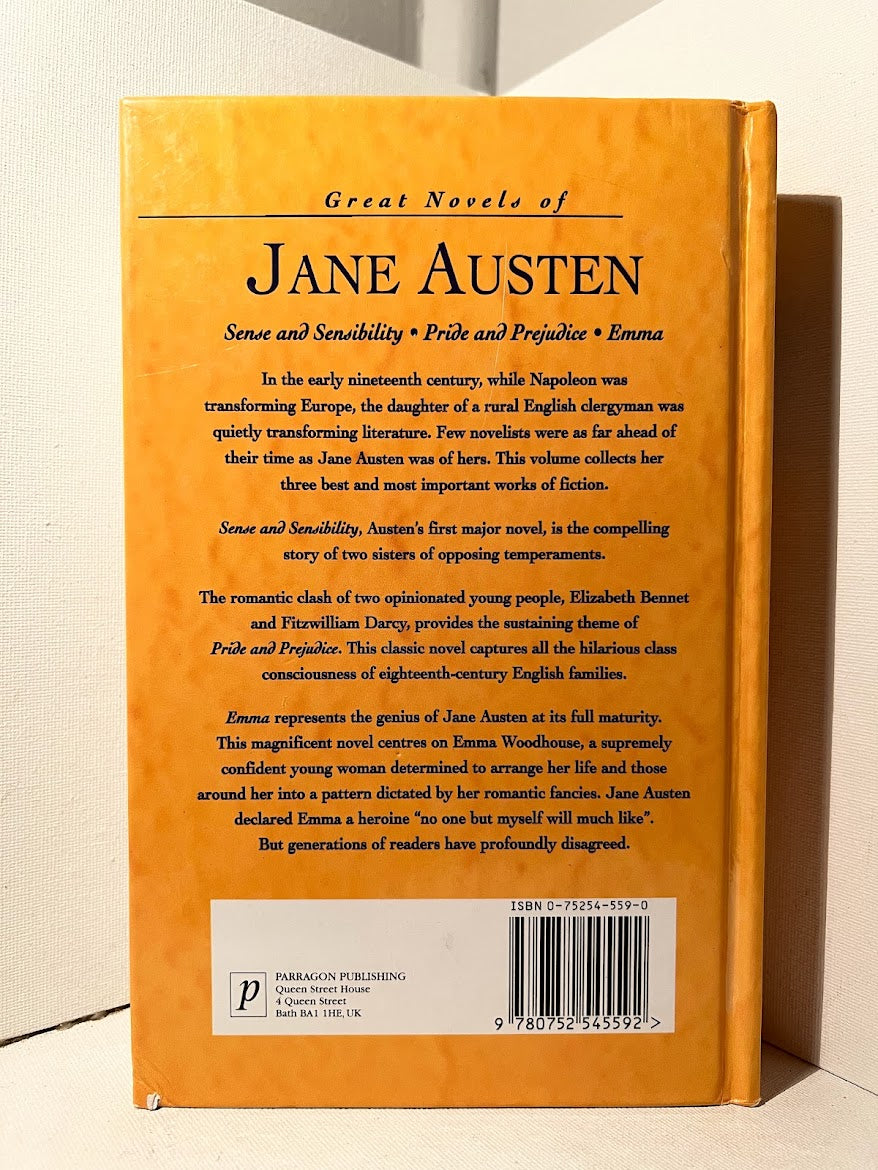 Great Novels of
JANE AUSTEN
Sense and Sensibility • Pride and Prejudice • Emma
In the early nineteenth century, while Napoleon was
transforming Europe, the daughter of a rural English clergyman was
quietly transforming literature. Few novelists were as far ahead of
their time as Jane Austen was of hers. This volume collects her
three best and most important works of fiction.
Sense and Sensibility, Austen's first major novel, is the compelling
story of two sisters of opposing temperaments.
The romantic clash of two opinionated young people, Elizabeth Bennet
and Fitzwilliam Darcy, provides the sustaining theme of
Pride and Prejudice. This classic novel captures all the hilarious class
consciousness of eighteenth-century English families.
Emma represents the genius of Jane Austen at its full maturity.
This magnificent novel centres on Emma Woodhouse, a supremely
confident young woman determined to arrange her life and those
around her into a pattern dictated by her romantic fancies. Jane Austen
declared Emma a heroine “no one but myself will much like”.
But generations of readers have profoundly disagreed.
ISBN 0-75254-559-0
p
PARRAGON PUBLISHING
Queen Street House
4 Queen Street
Bath BA1 1HE, UK
9 780752 545592 >